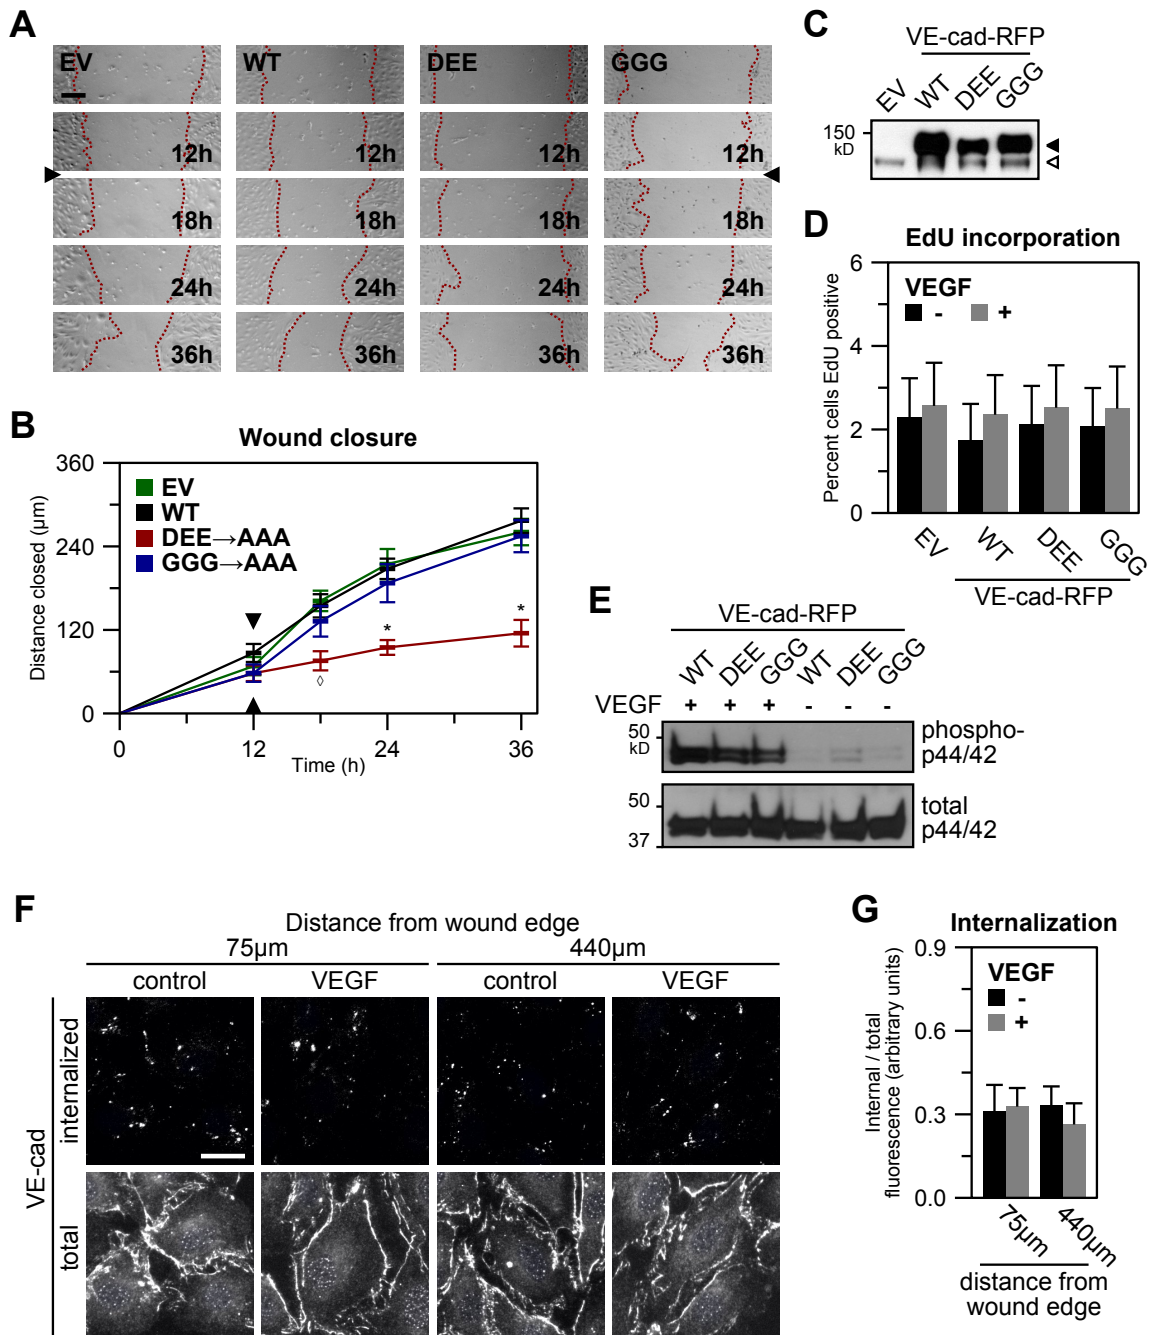 A
EV
WT
DEE
GGG
12h
12h
12h
12h
18h
18h
18h
18h
24h
24h
24h
24h
36h
36h
36h
36h
B
Wound closure
Distance closed (µm)
360
240
120
0
EV
WT
DEE→AAA
GGG→AAA
◊
*
*
0
12
24
36
Time (h)
C
VE-cad-RFP
EV
WT
DEE
GGG
150
kD
D
EdU incorporation
Percent cells EdU positive
6
4
2
0
VEGF
-
+
EV
WT
DEE
GGG
VE-cad-RFP
E
VE-cad-RFP
WT
DEE
GGG
WT
DEE
GGG
VEGF + + + - - -
50
kD
phospho-
p44/42
50
37
total
p44/42
F
Distance from wound edge
75µm
440µm
control
VEGF
control
VEGF
VE-cad
internalized
total
G
Internalization
Internal / total
fluorescence (arbitrary units)
0.9
0.6
0.3
0.0
VEGF
-
+
75µm
440µm
distance from
wound edge